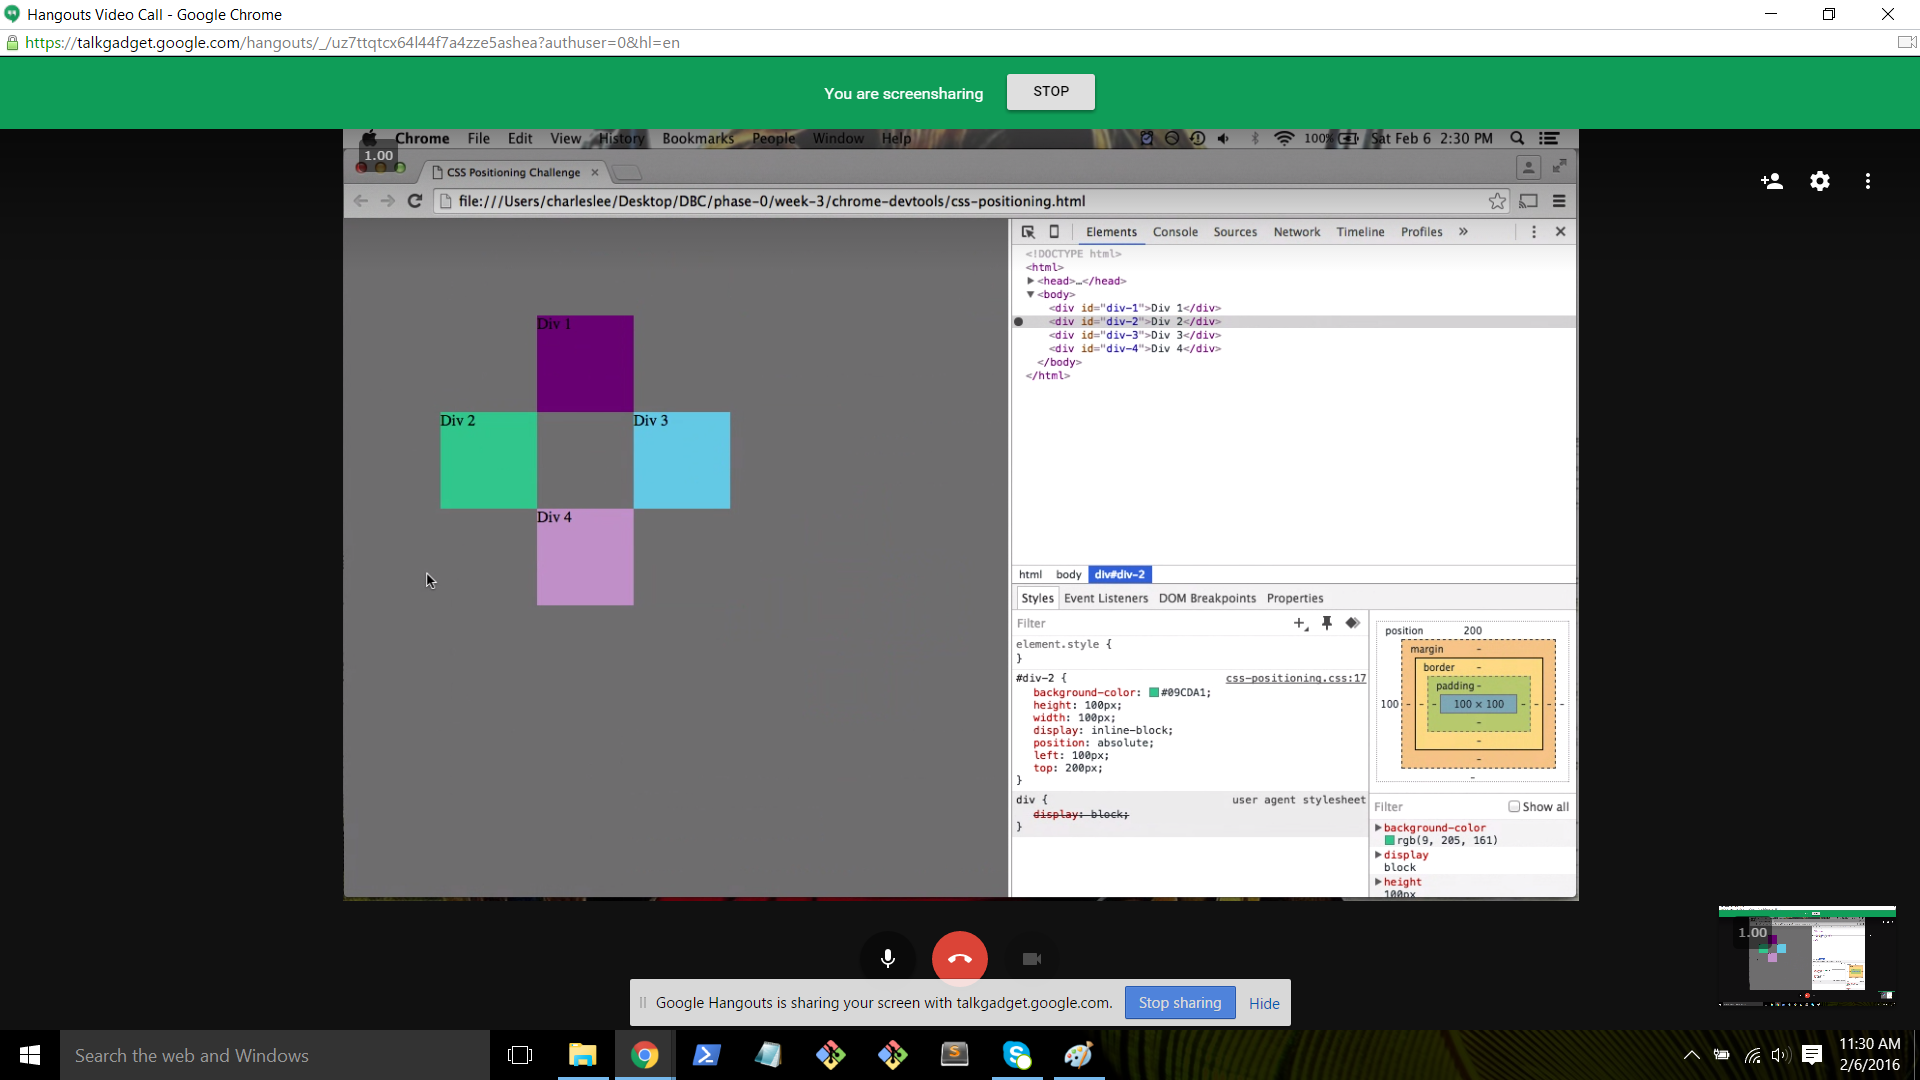 Hangouts Video Call - Google Chrome
https://talkgadget.google.com/hangouts/_/uz7ttqtcx64l44f7a4zze5ashea?authuser=0&hl=en
You are screensharing STOP
Chrome File Edit View History Bookmarks People Window Help 100% Sat Feb 6 2:30 PM
1.00
CSS Positioning Challenge
file:///Users/charleslee/Desktop/DBC/phase-0/week-3/chrome-devtools/css-positioning.html
Elements Console Sources Network Timeline Profiles »
<!DOCTYPE html>
<html>
<head>…</head>
<body>
<div id="div-1">Div 1</div>
<div id="div-2">Div 2</div>
<div id="div-3">Div 3</div>
<div id="div-4">Div 4</div>
</body>
</html>
Div 1
Div 2 Div 3
Div 4
html body div#div-2
Styles Event Listeners DOM Breakpoints Properties
Filter
element.style {
}
#div-2 { css-positioning.css:17
background-color: #09CDA1;
height: 100px;
width: 100px;
display: inline-block;
position: absolute;
left: 100px;
top: 200px;
}
div { user agent stylesheet
display: block;
}
position 200
margin -
border -
padding -
100 - - - 100 × 100 - - - -
-
-
-
-
Filter Show all
background-color
rgb(9, 205, 161)
display
block
height
100px
1.00
Google Hangouts is sharing your screen with talkgadget.google.com. Stop sharing Hide
Search the web and Windows
11:30 AM
2/6/2016